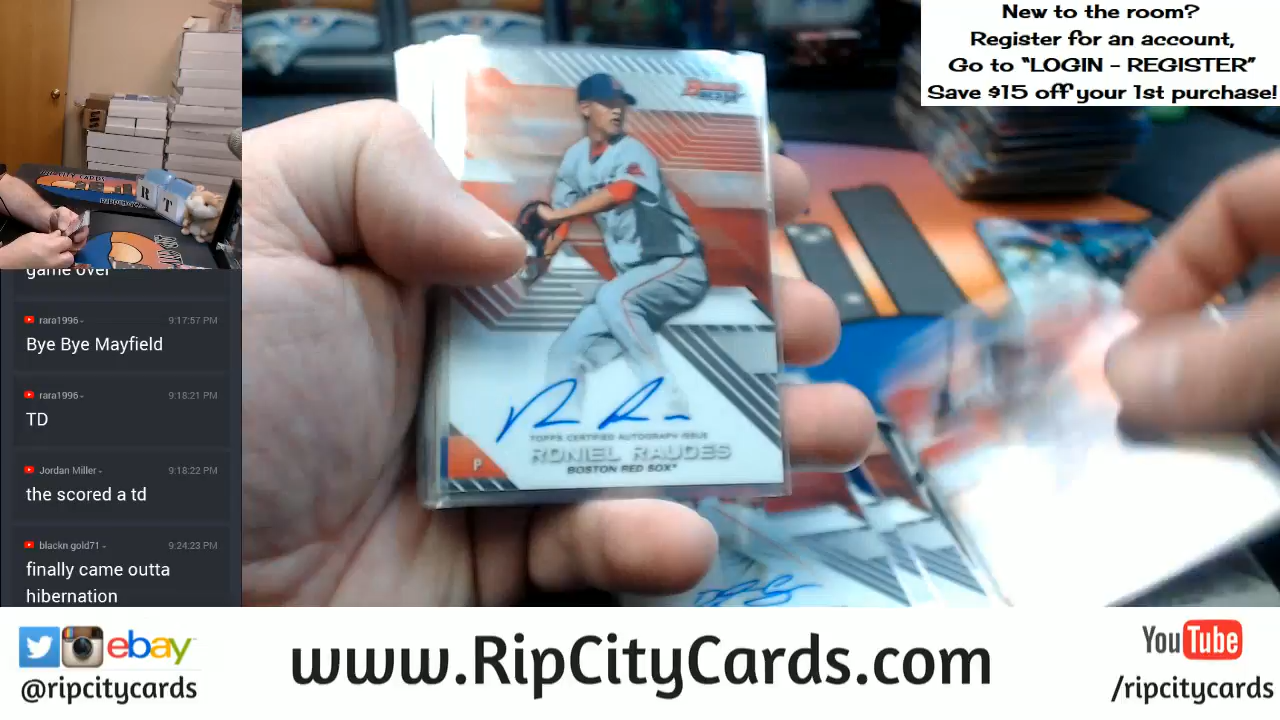 New to the room?
Register for an account,
Go to "LOGIN - REGISTER"
Save $15 off your 1st purchase!
R T
game over
rara1996-
9:17:57 PM
Bye Bye Mayfield
rara1996-
9:18:21 PM
TD
Jordan Miller-
9:18:22 PM
the scored a td
blackn gold71-
9:24:23 PM
finally came outta
hibernation
TOPPS CERTIFIED AUTOGRAPH ISSUE
P
RONIEL RAUDES
BOSTON RED SOX
ebay
@ripcitycards
www.RipCityCards.com
YouTube
/ripcitycards